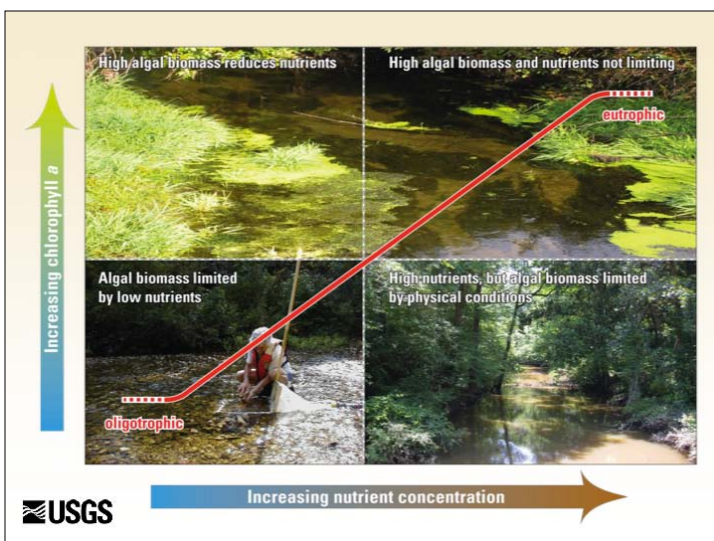 High algal biomass reduces nutrients
High algal biomass and nutrients not limiting
eutrophic
Increasing chlorophyll a
Algal biomass limited
by low nutrients
High nutrients, but algal biomass limited
by physical conditions
oligotrophic
USGS
Increasing nutrient concentration